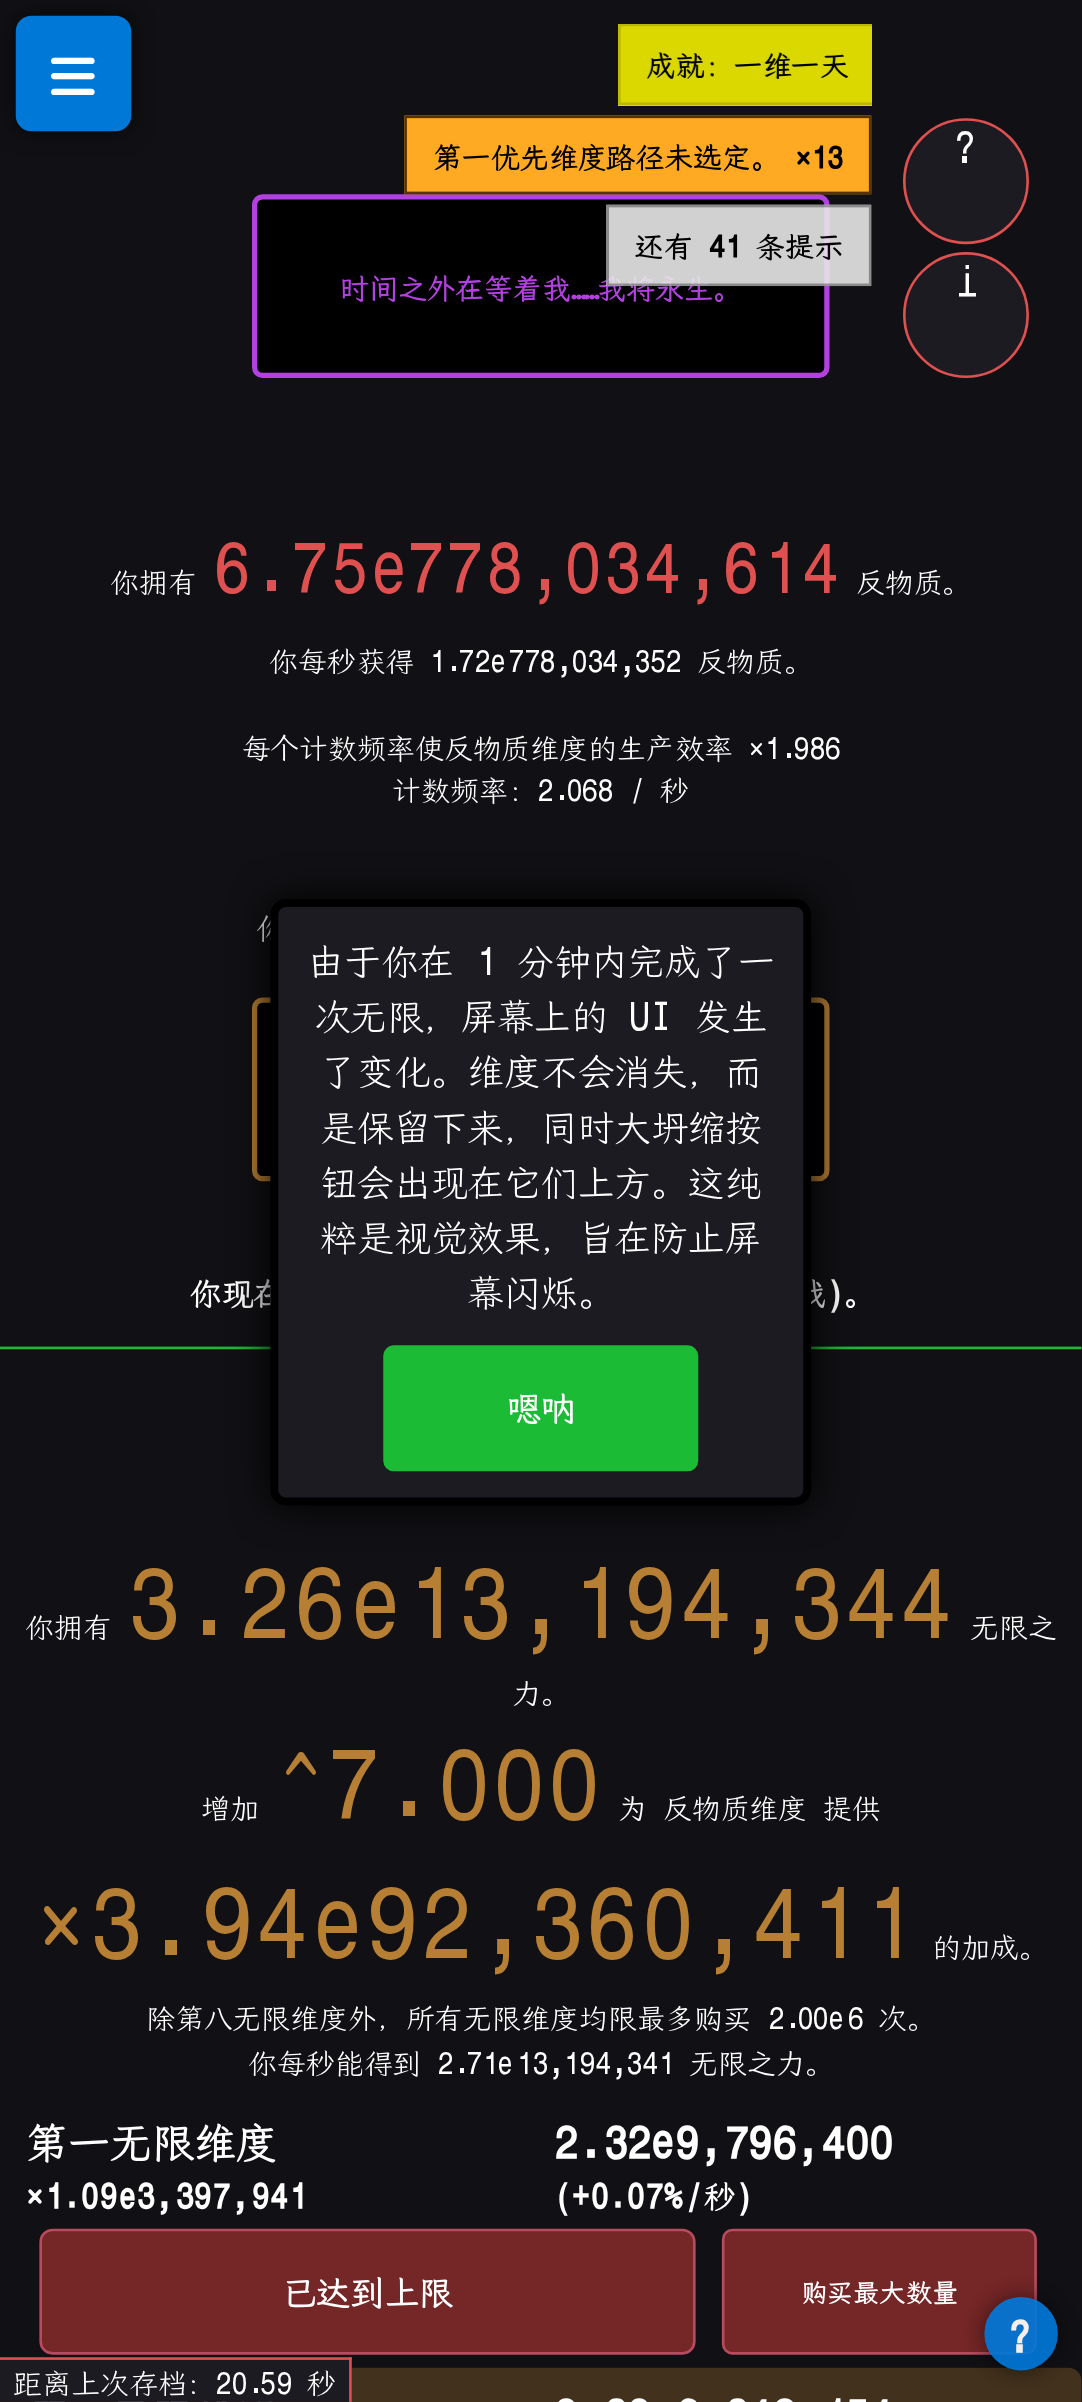 成就：一维一天
第一优先维度路径未选定。 ×13
?
还有 41 条提示
i
时间之外在等着我……我将永生。
你拥有 6.75e778,034,614 反物质。
你每秒获得 1.72e778,034,352 反物质。
每个计数频率使反物质维度的生产效率 ×1.986
计数频率：2.068 / 秒
由于你在 1 分钟内完成了一
次无限，屏幕上的 UI 发生
了变化。维度不会消失，而
是保留下来，同时大坍缩按
钮会出现在它们上方。这纯
粹是视觉效果，旨在防止屏
幕闪烁。
你现在
)。
嗯呐
你拥有 3.26e13,194,344 无限之
力。
增加 ^7.000 为 反物质维度 提供
×3.94e92,360,411 的加成。
除第八无限维度外，所有无限维度均限最多购买 2.00e6 次。
你每秒能得到 2.71e13,194,341 无限之力。
第一无限维度 2.32e9,796,400
×1.09e3,397,941 (+0.07%/秒)
已达到上限 购买最大数量
?
距离上次存档：20.59 秒